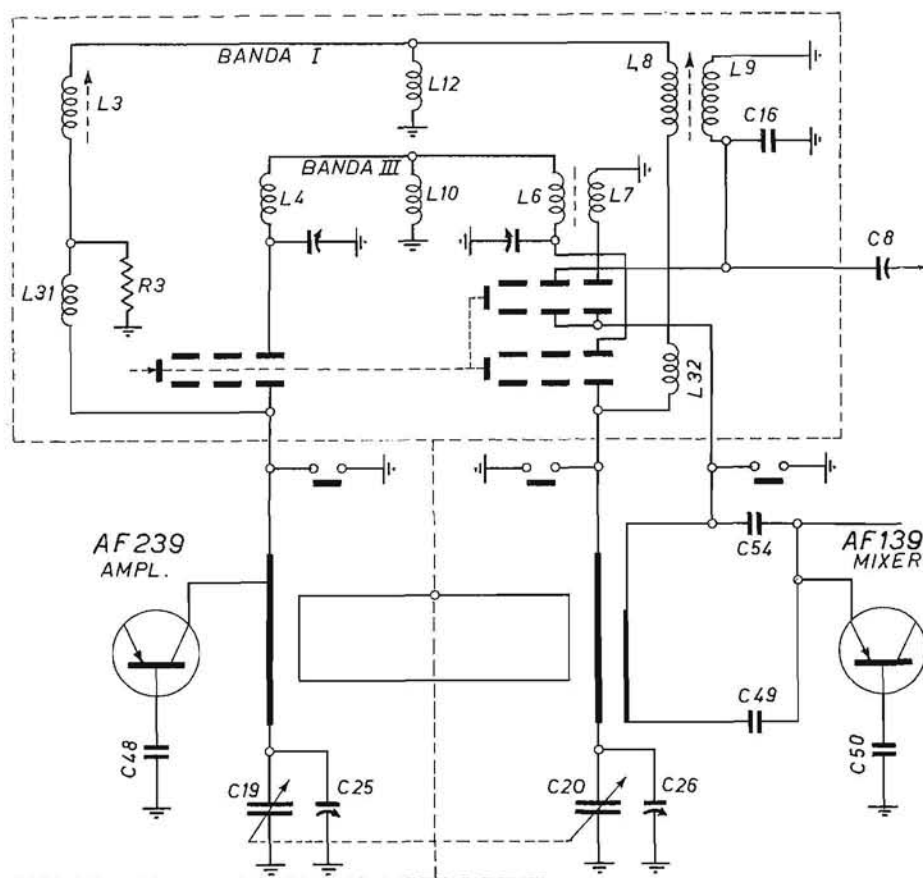 BANDA I
L3
L12
L8
L9
C16
BANDA III
L4
L10
L6
L7
C8
L31
R3
L32
AF239
AMPL.
C54
AF139
MIXER
C49
C48
C50
C19
C25
C20
C26